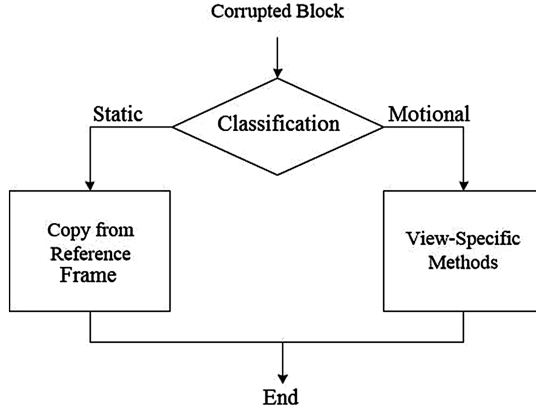 Corrupted Block
Static
Classification
Motional
Copy from
Reference
Frame
View-Specific
Methods
End